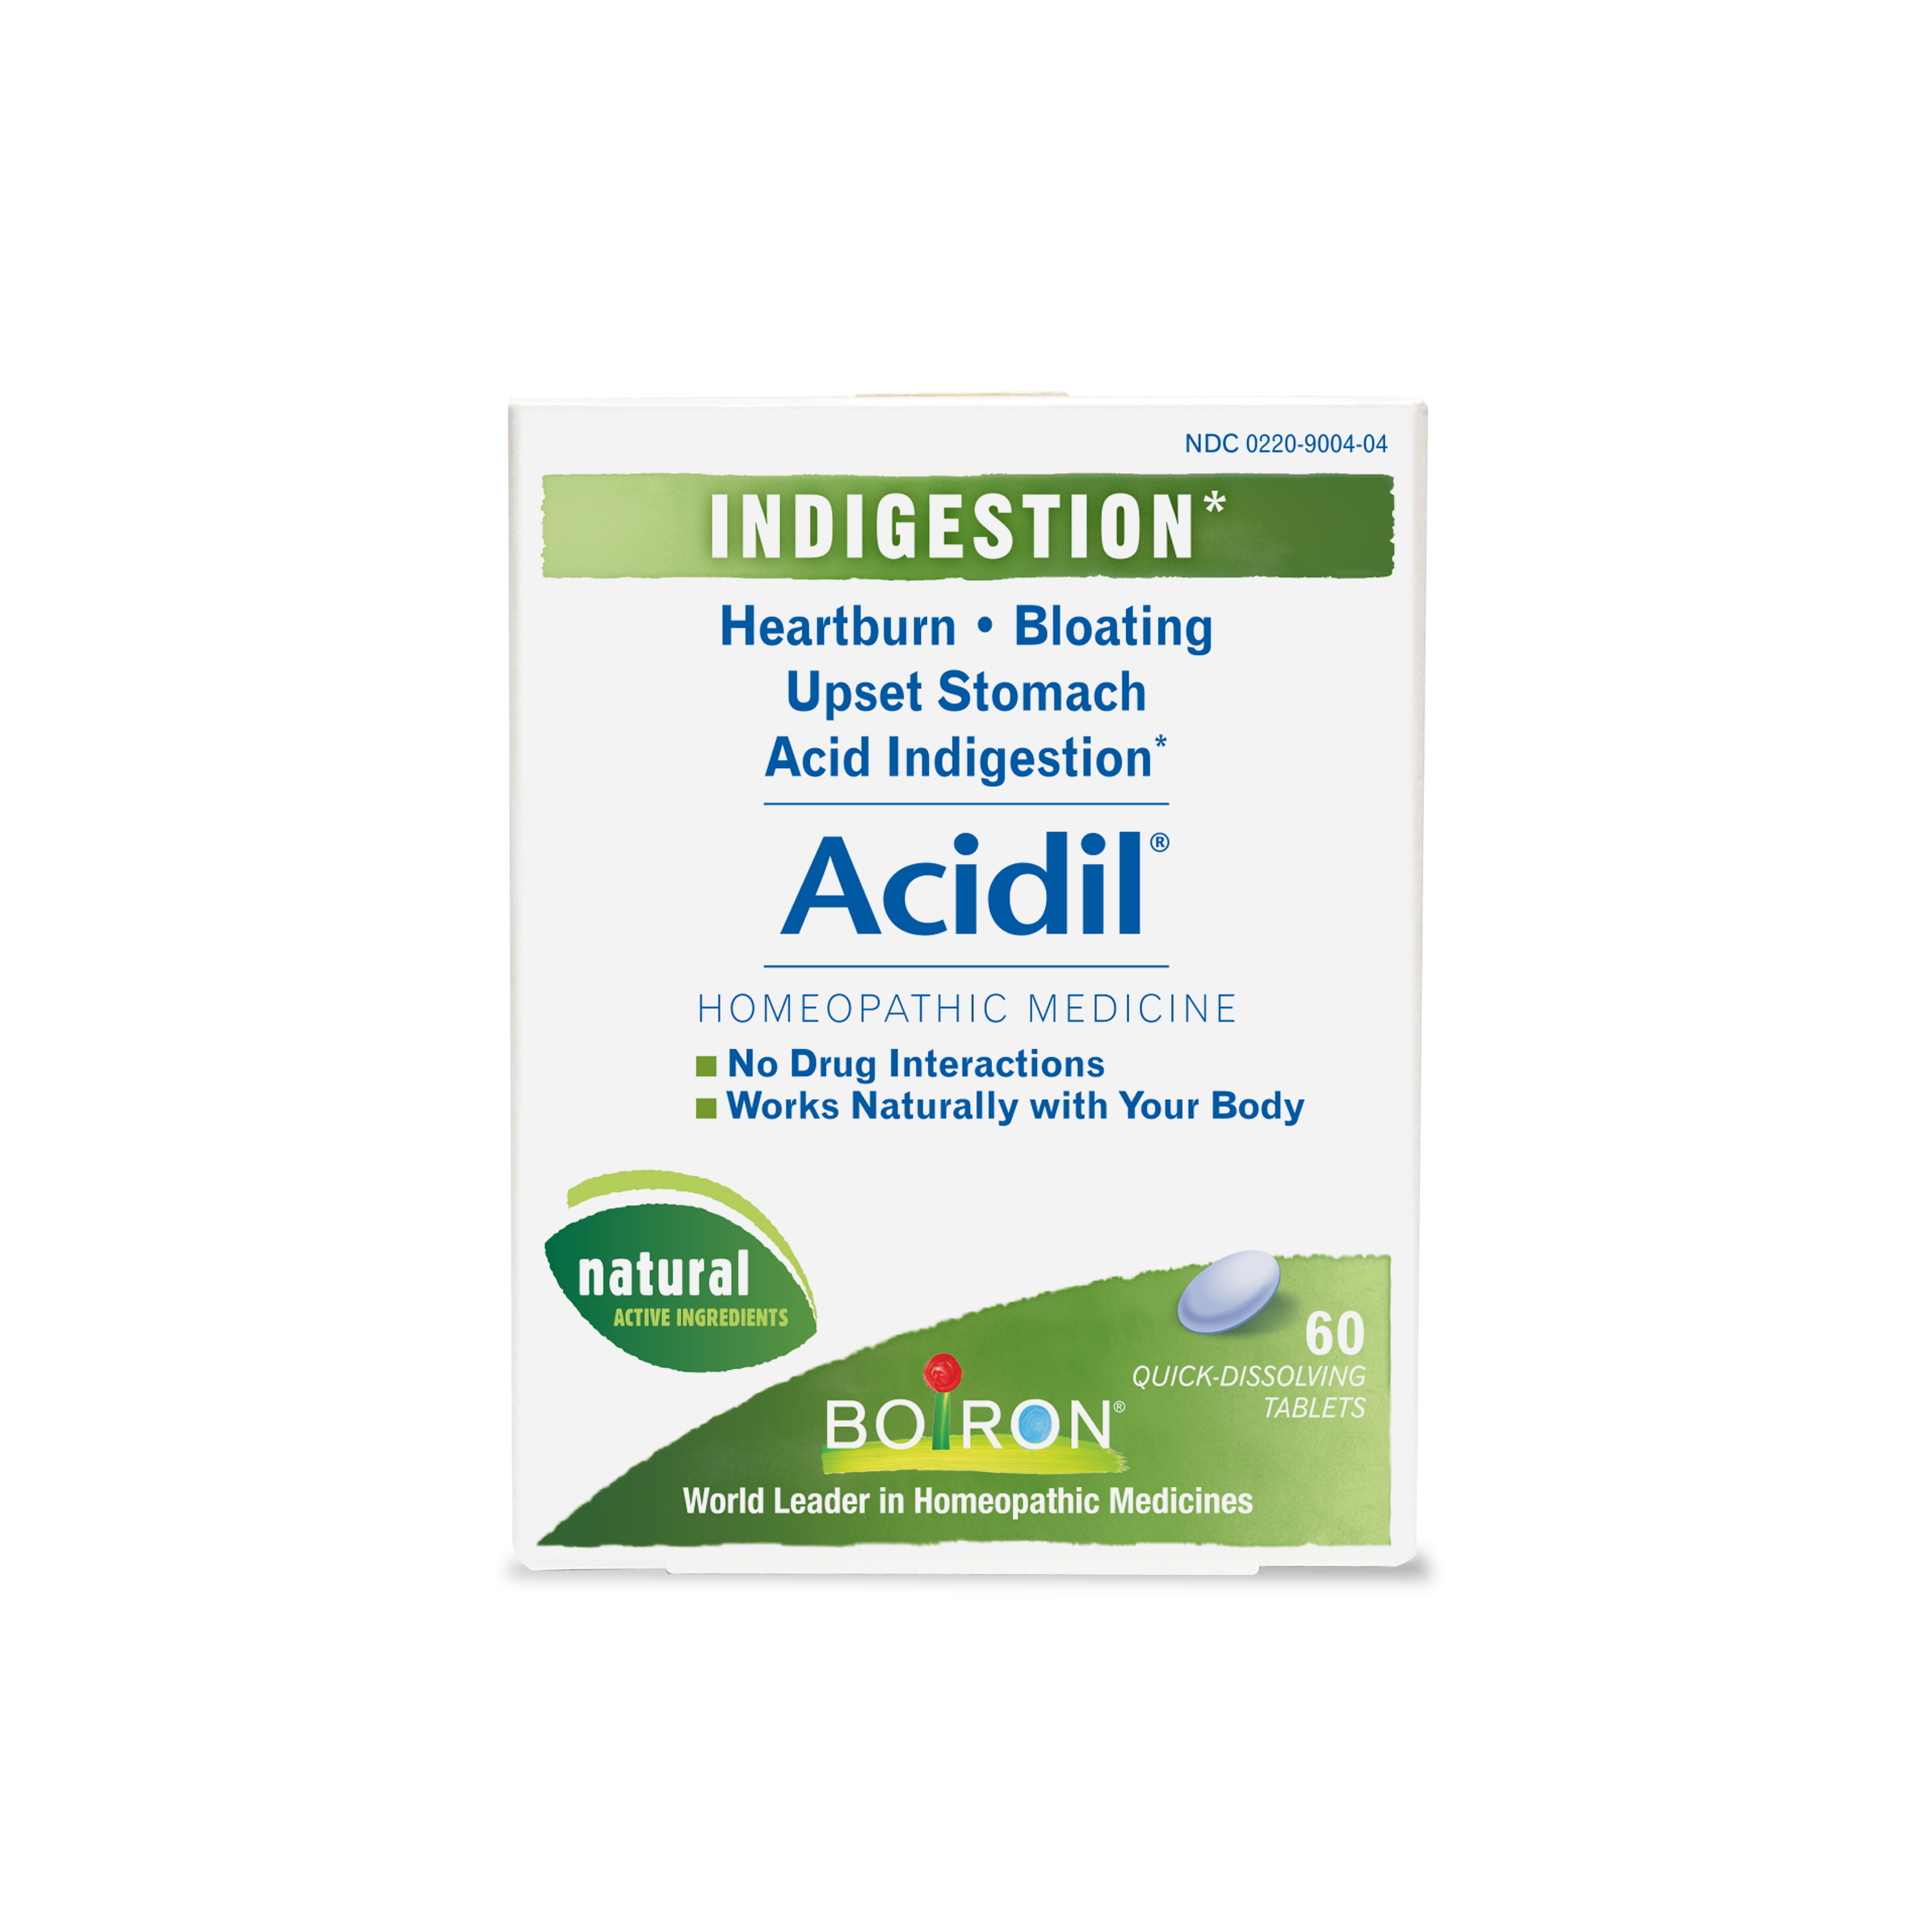 NDC 0220-9004-04
INDIGESTION*
Heartburn • Bloating
Upset Stomach
Acid Indigestion*
Acidil®
HOMEOPATHIC MEDICINE
■ No Drug Interactions
■ Works Naturally with Your Body
natural
ACTIVE INGREDIENTS
60
QUICK-DISSOLVING
TABLETS
BOIRON®
World Leader in Homeopathic Medicines